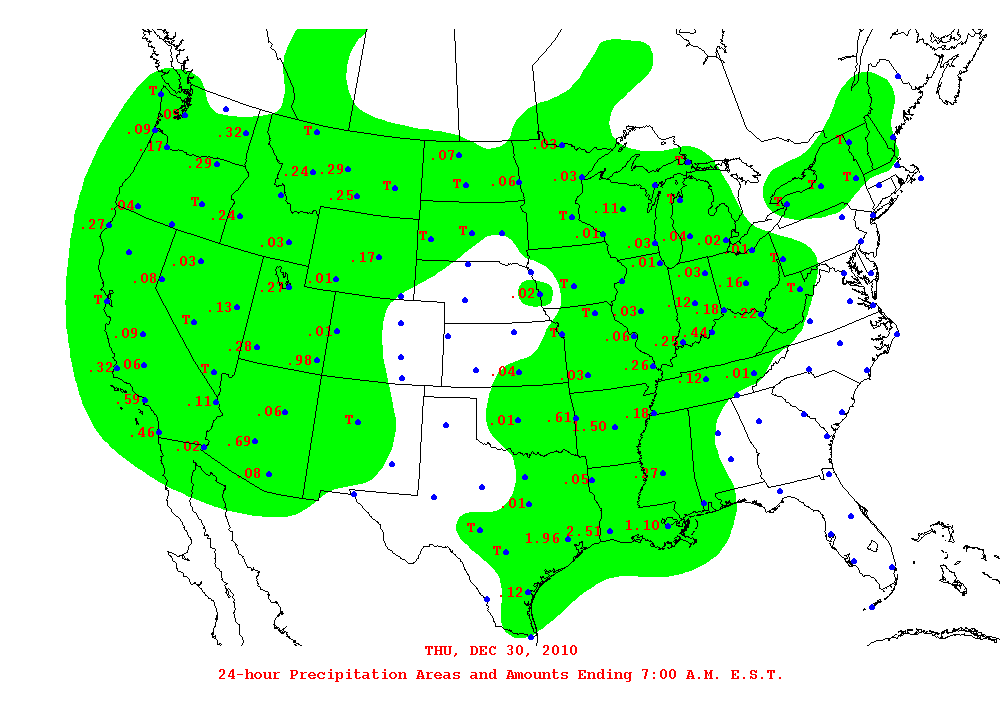 T
.05
.09
.17
.32
T
.07
.03
.29
.24
.29
.25
T
T
.06
.03
T
T
T
T
T
.04
T
.24
.27
T
.11
T
.03
T
T
.01
.03
.04
.02
.01
.03
.17
.01
T
.08
.01
.02
T
.03
.16
T
T
.13
T
.03
.12
.18
.22
.09
T
.28
.01
T
.06
.25
.44
.32
.06
T
.98
.04
.03
.26
.12
.01
.59
.11
.06
T
.01
.61
1.50
.18
.46
.02
.69
.08
.05
.01
T
1.96
2.51
1.10
T
.12
THU, DEC 30, 2010
24-hour Precipitation Areas and Amounts Ending 7:00 A.M. E.S.T.